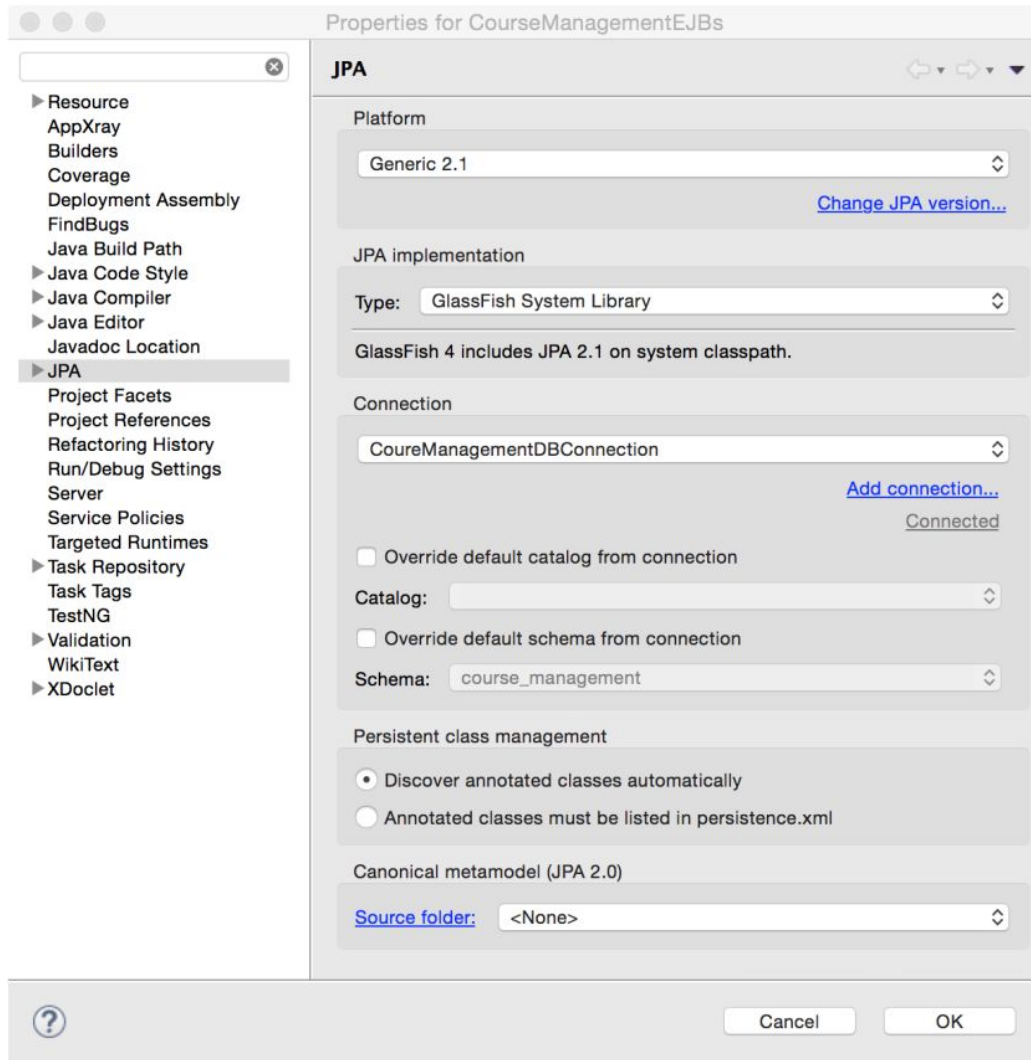 Properties for CourseManagementEJBs
Resource
AppXray
Builders
Coverage
Deployment Assembly
FindBugs
Java Build Path
Java Code Style
Java Compiler
Java Editor
Javadoc Location
JPA
Project Facets
Project References
Refactoring History
Run/Debug Settings
Server
Service Policies
Targeted Runtimes
Task Repository
Task Tags
TestNG
Validation
WikiText
XDoclet
JPA
Platform
Generic 2.1
Change JPA version...
JPA implementation
Type: GlassFish System Library
GlassFish 4 includes JPA 2.1 on system classpath.
Connection
CoureManagementDBConnection
Add connection...
Connected
Override default catalog from connection
Catalog:
Override default schema from connection
Schema: course_management
Persistent class management
Discover annotated classes automatically
Annotated classes must be listed in persistence.xml
Canonical metamodel (JPA 2.0)
Source folder: <None>
?
Cancel OK